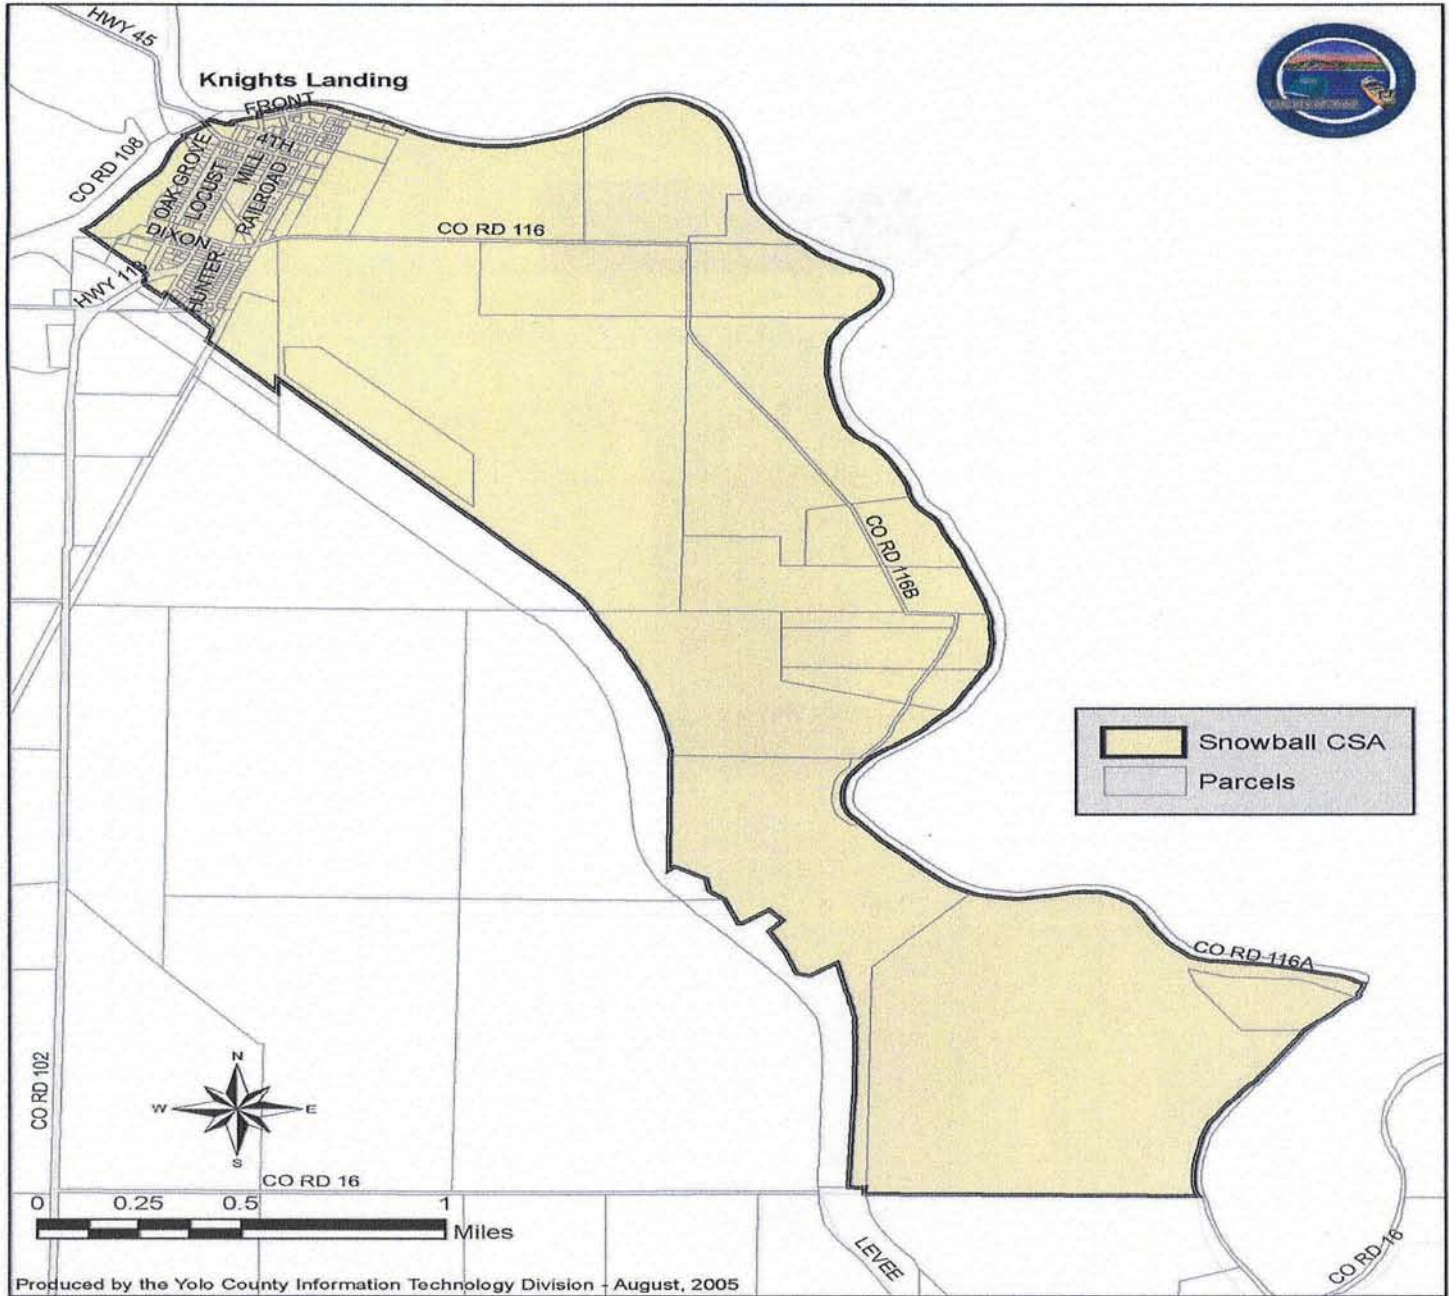 HWY 45
Knights Landing
FRONT
CO RD 108
OAK GROVE
LOCUST
MILL
4TH
RAILROAD
DIXON
HUNTER
HWY
CO RD 116
CO RD 116B
Snowball CSA
Parcels
CO RD 116A
CO RD 102
N
W
E
S
CO RD 16
0 0.25 0.5 1
Miles
LEVEE
CO RD 16
Produced by the Yolo County Information Technology Division - August, 2005